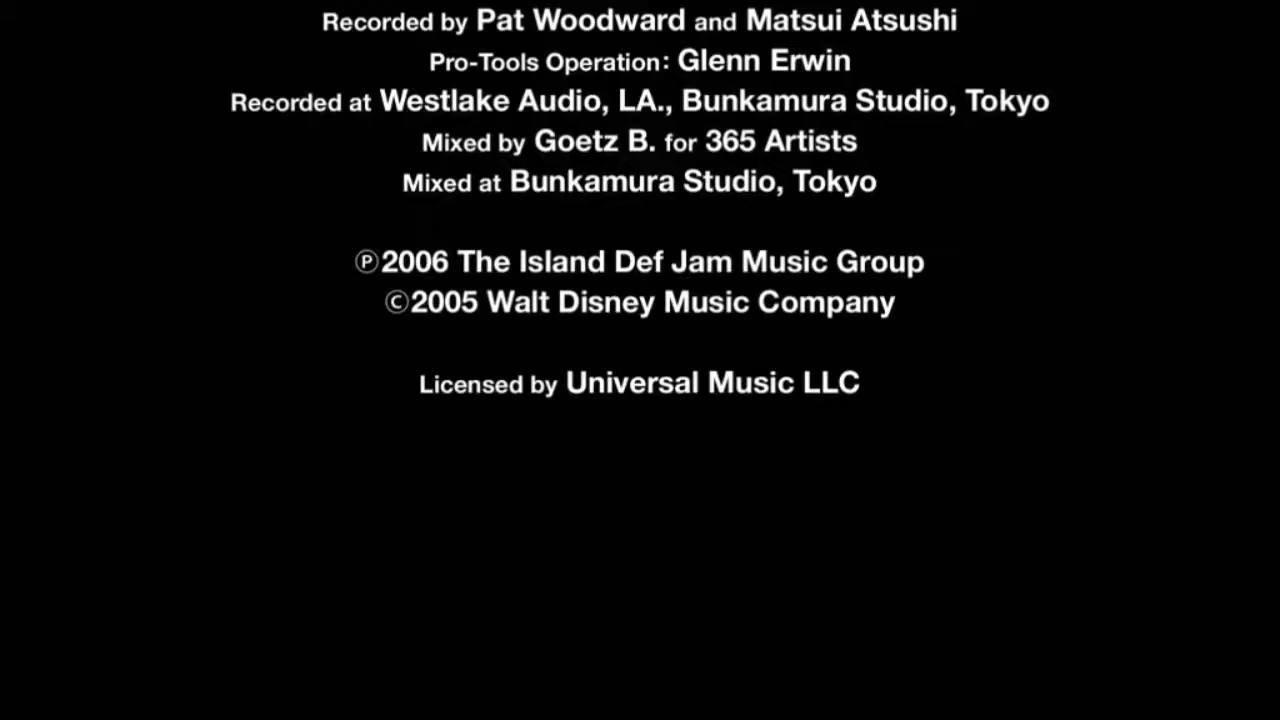 Recorded by Pat Woodward and Matsui Atsushi
Pro-Tools Operation: Glenn Erwin
Recorded at Westlake Audio, LA., Bunkamura Studio, Tokyo
Mixed by Goetz B. for 365 Artists
Mixed at Bunkamura Studio, Tokyo
℗2006 The Island Def Jam Music Group
©2005 Walt Disney Music Company
Licensed by Universal Music LLC